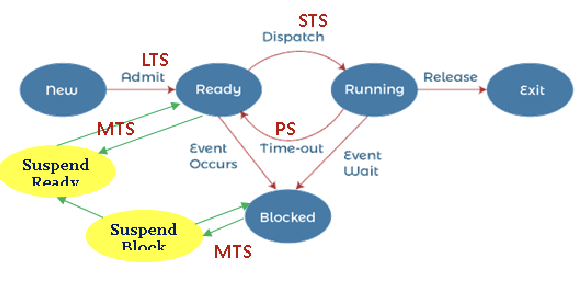 STS
Dispatch
LTS
Admit
New
Ready
Running
Release
Exit
MTS
PS
Time-out
Event
Occurs
Event
Wait
Suspend
Ready
Blocked
Suspend
Block
MTS